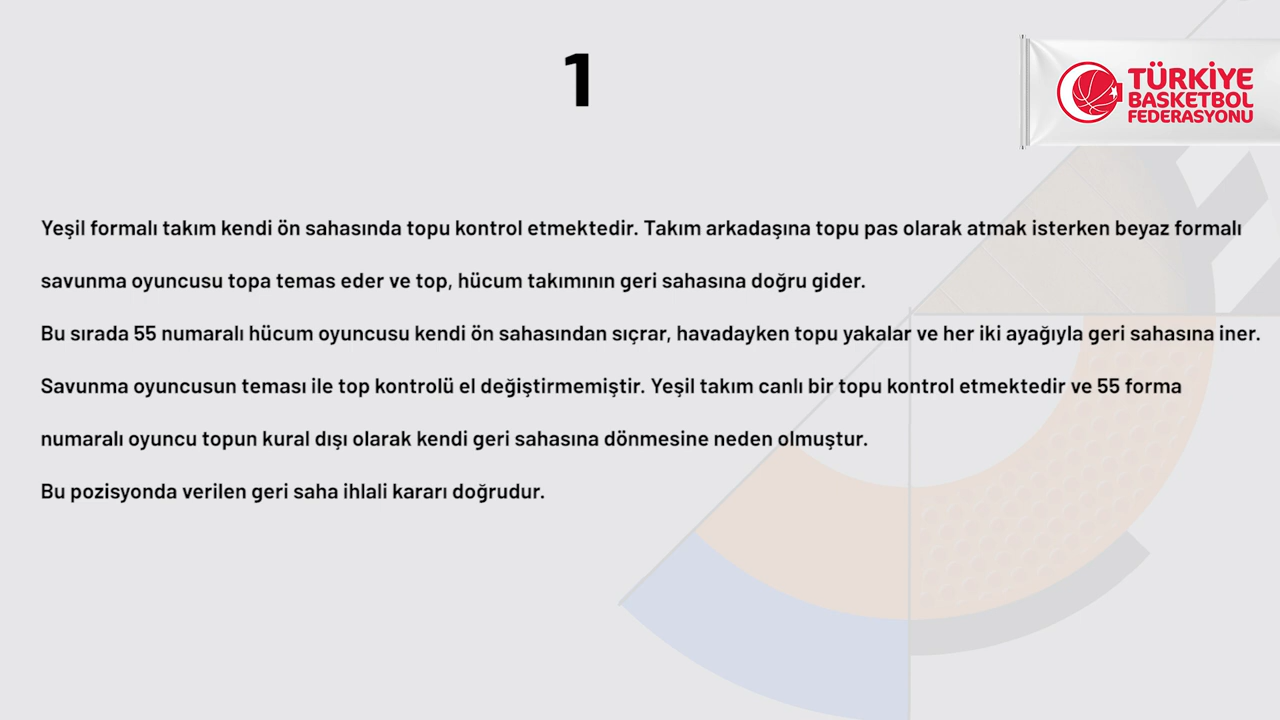 1
TÜRKİYE
BASKETBOL
FEDERASYONU
Yeşil formalı takım kendi ön sahasında topu kontrol etmektedir. Takım arkadaşına topu pas olarak atmak isterken beyaz formalı
savunma oyuncusu topa temas eder ve top, hücum takımının geri sahasına doğru gider.
Bu sırada 55 numaralı hücum oyuncusu kendi ön sahasından sıçrar, havadayken topu yakalar ve her iki ayağıyla geri sahasına iner.
Savunma oyuncusun teması ile top kontrolü el değiştirmemiştir. Yeşil takım canlı bir topu kontrol etmektedir ve 55 forma
numaralı oyuncu topun kural dışı olarak kendi geri sahasına dönmesine neden olmuştur.
Bu pozisyonda verilen geri saha ihlali kararı doğrudur.